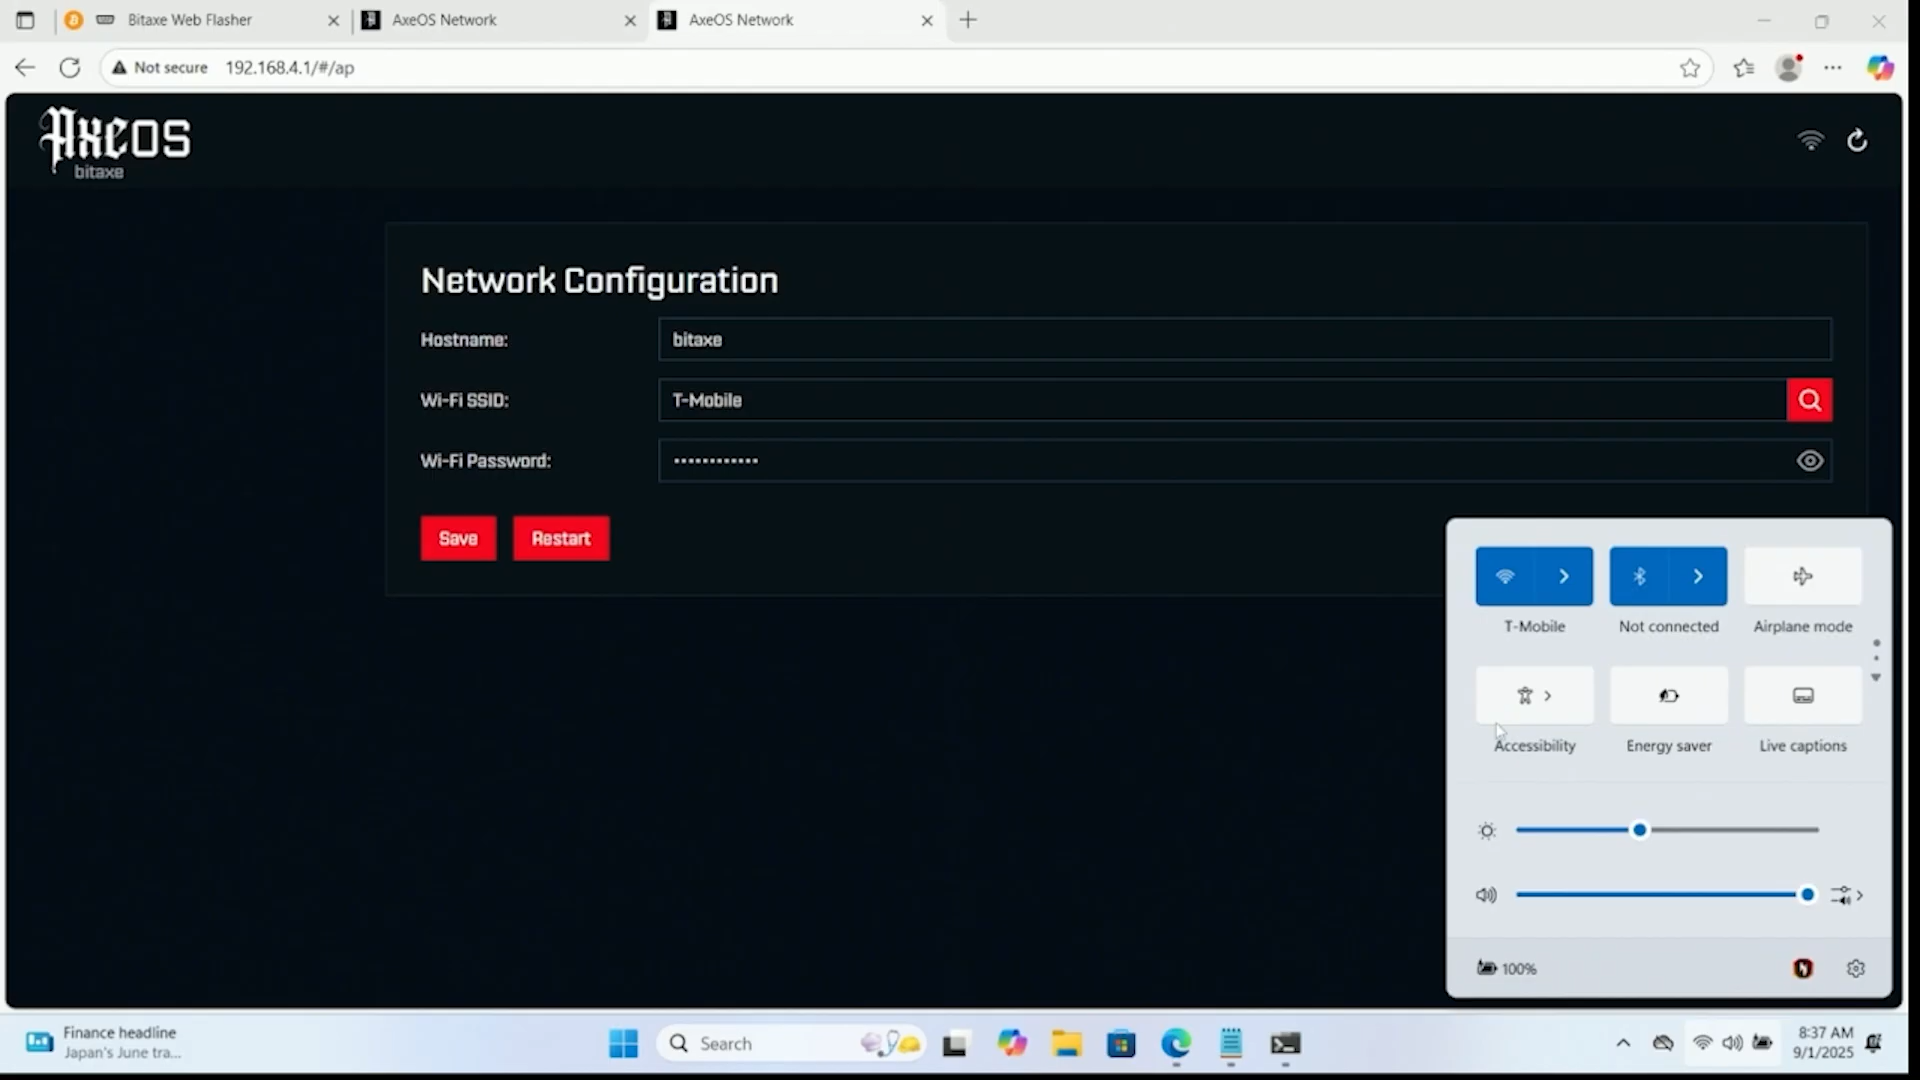 Bitaxe Web Flasher
AxeOS Network
AxeOS Network
Not secure 192.168.4.1/#/ap
AxeOS
bitaxe
Network Configuration
Hostname: bitaxe
Wi-Fi SSID: T-Mobile
Wi-Fi Password: ••••••••••••
Save Restart
T-Mobile Not connected Airplane mode
Accessibility Energy saver Live captions
100%
Finance headline
Japan's June tra...
Search
8:37 AM
9/1/2025